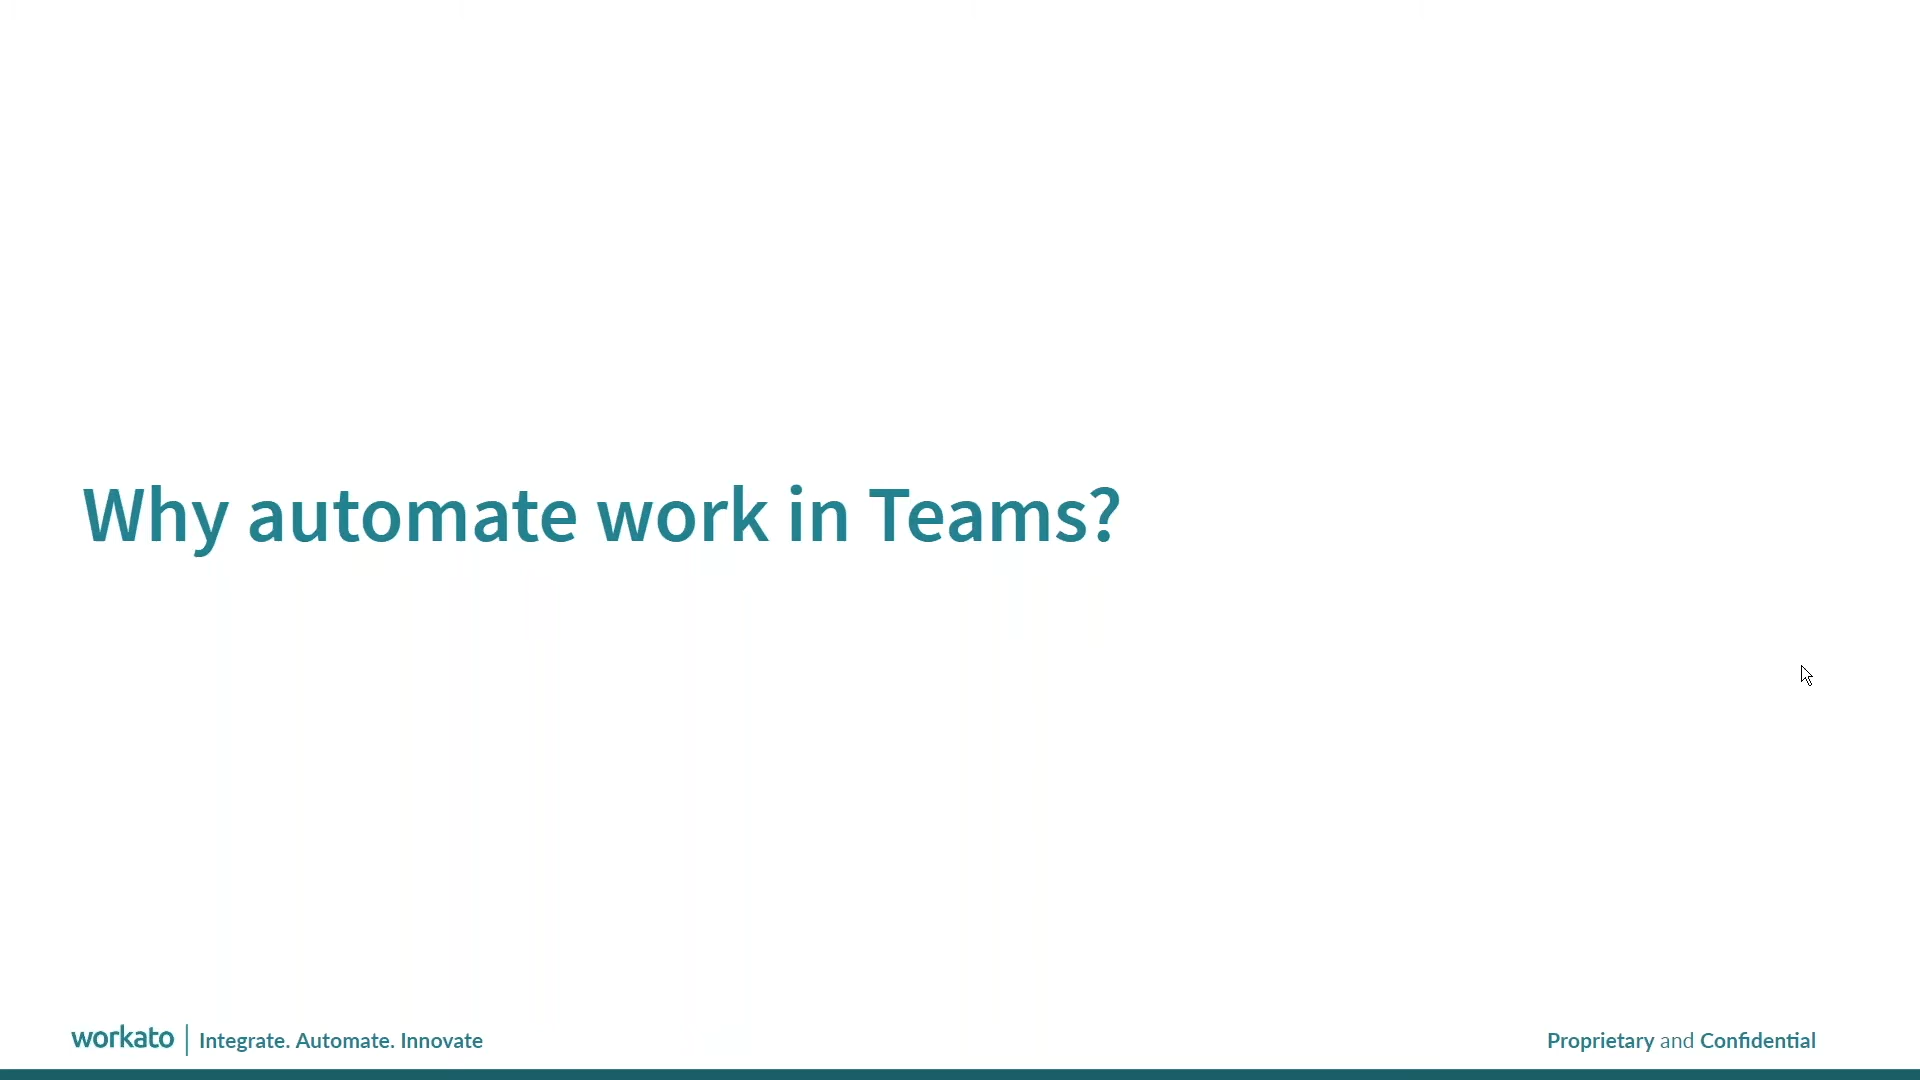 Why automate work in Teams?
workato | Integrate. Automate. Innovate
Proprietary and Confidential